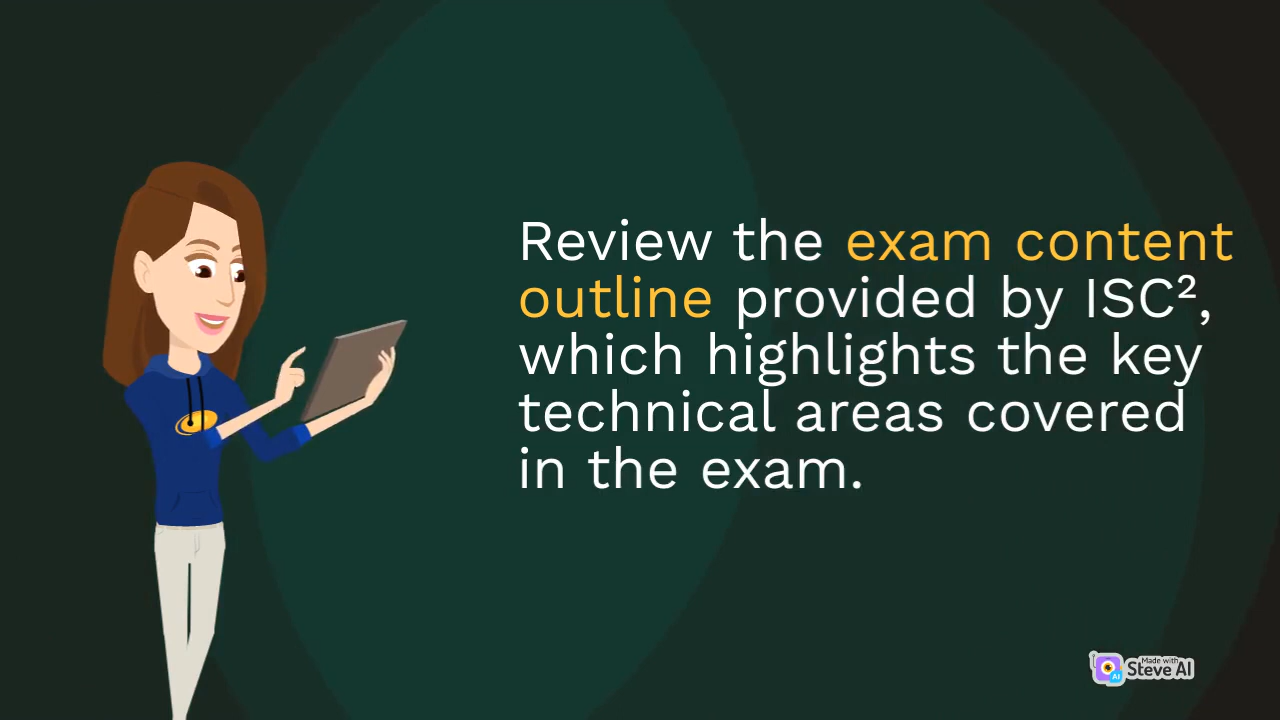 Review the exam content
outline provided by ISC²,
which highlights the key
technical areas covered
in the exam.
Made with
Steve AI
AI